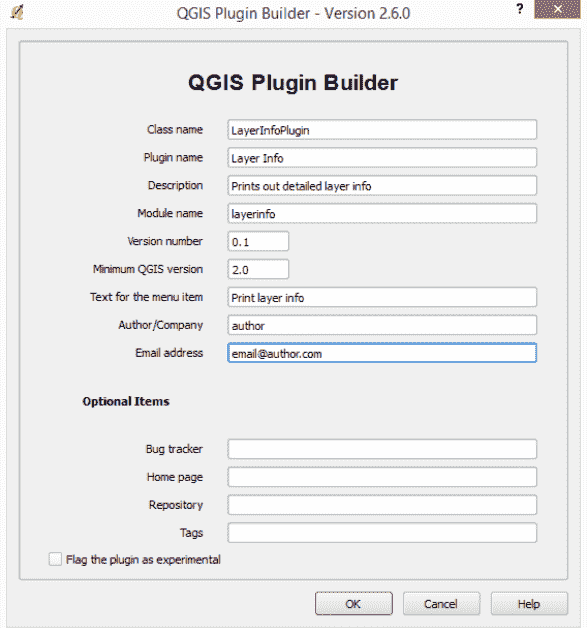 QGIS Plugin Builder - Version 2.6.0
?
x
QGIS Plugin Builder
Class name LayerInfoPlugin
Plugin name Layer Info
Description Prints out detailed layer info
Module name layerinfo
Version number 0.1
Minimum QGIS version 2.0
Text for the menu item Print layer info
Author/Company author
Email address email@author.com
Optional Items
Bug tracker
Home page
Repository
Tags
Flag the plugin as experimental
OK Cancel Help